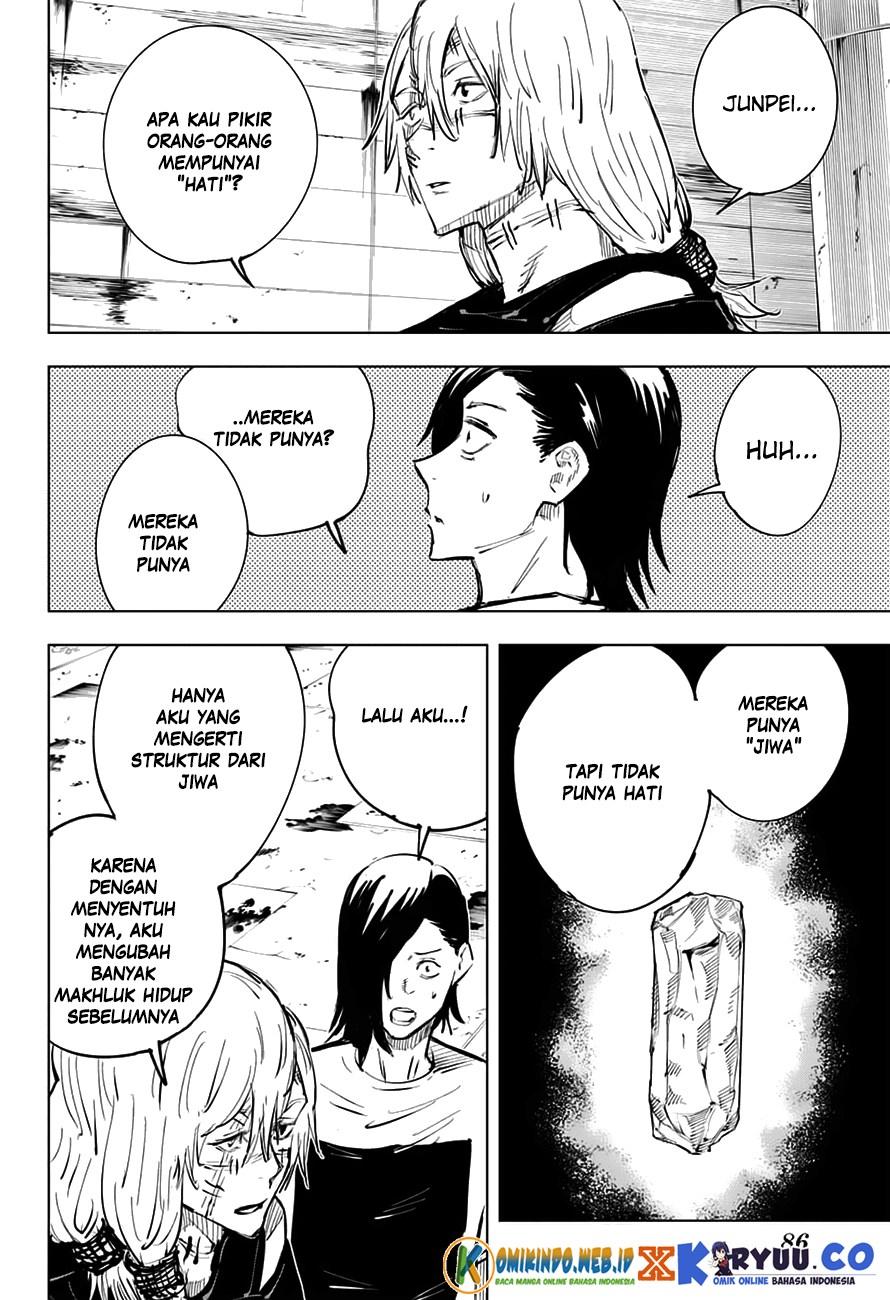 JUNPEI...
APA KAU PIKIR
ORANG-ORANG
MEMPUNYAI
"HATI"?
HUH...
..MEREKA
TIDAK PUNYA?
MEREKA
TIDAK
PUNYA
MEREKA
PUNYA
"JIWA"
TAPI TIDAK
PUNYA HATI
LALU AKU...!
HANYA
AKU YANG
MENGERTI
STRUKTUR DARI
JIWA
KARENA
DENGAN
MENYENTUH
NYA, AKU
MENGUBAH
BANYAK
MAKHLUK HIDUP
SEBELUMNYA
86
KOMIKINDO.WEB.ID X KIRYUU.CO
BACA MANGA ONLINE BAHASA INDONESIA
OMIK ONLINE BAHASA INDONESIA